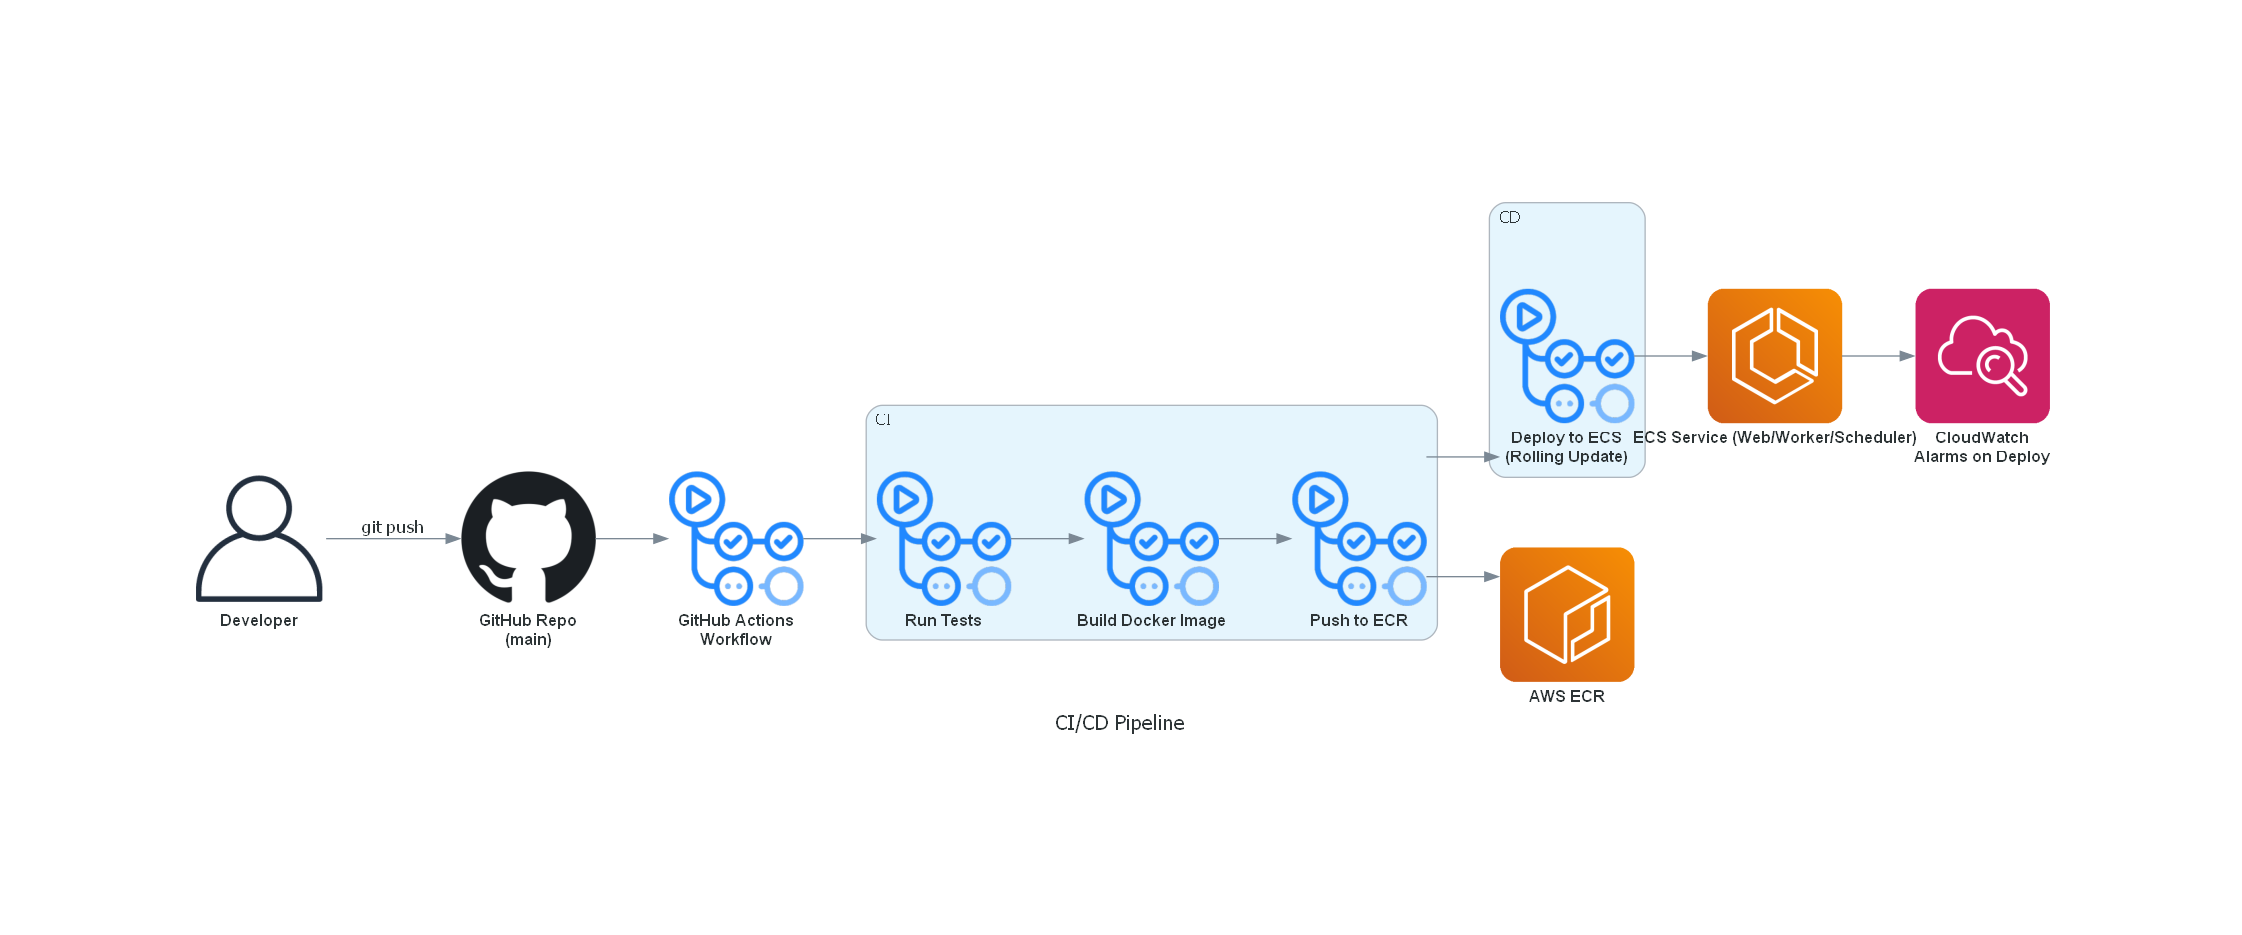 Developer
git push
GitHub Repo
(main)
GitHub Actions
Workflow
CI
Run Tests
Build Docker Image
Push to ECR
CD
Deploy to ECS
(Rolling Update)
ECS Service (Web/Worker/Scheduler)
CloudWatch
Alarms on Deploy
AWS ECR
CI/CD Pipeline